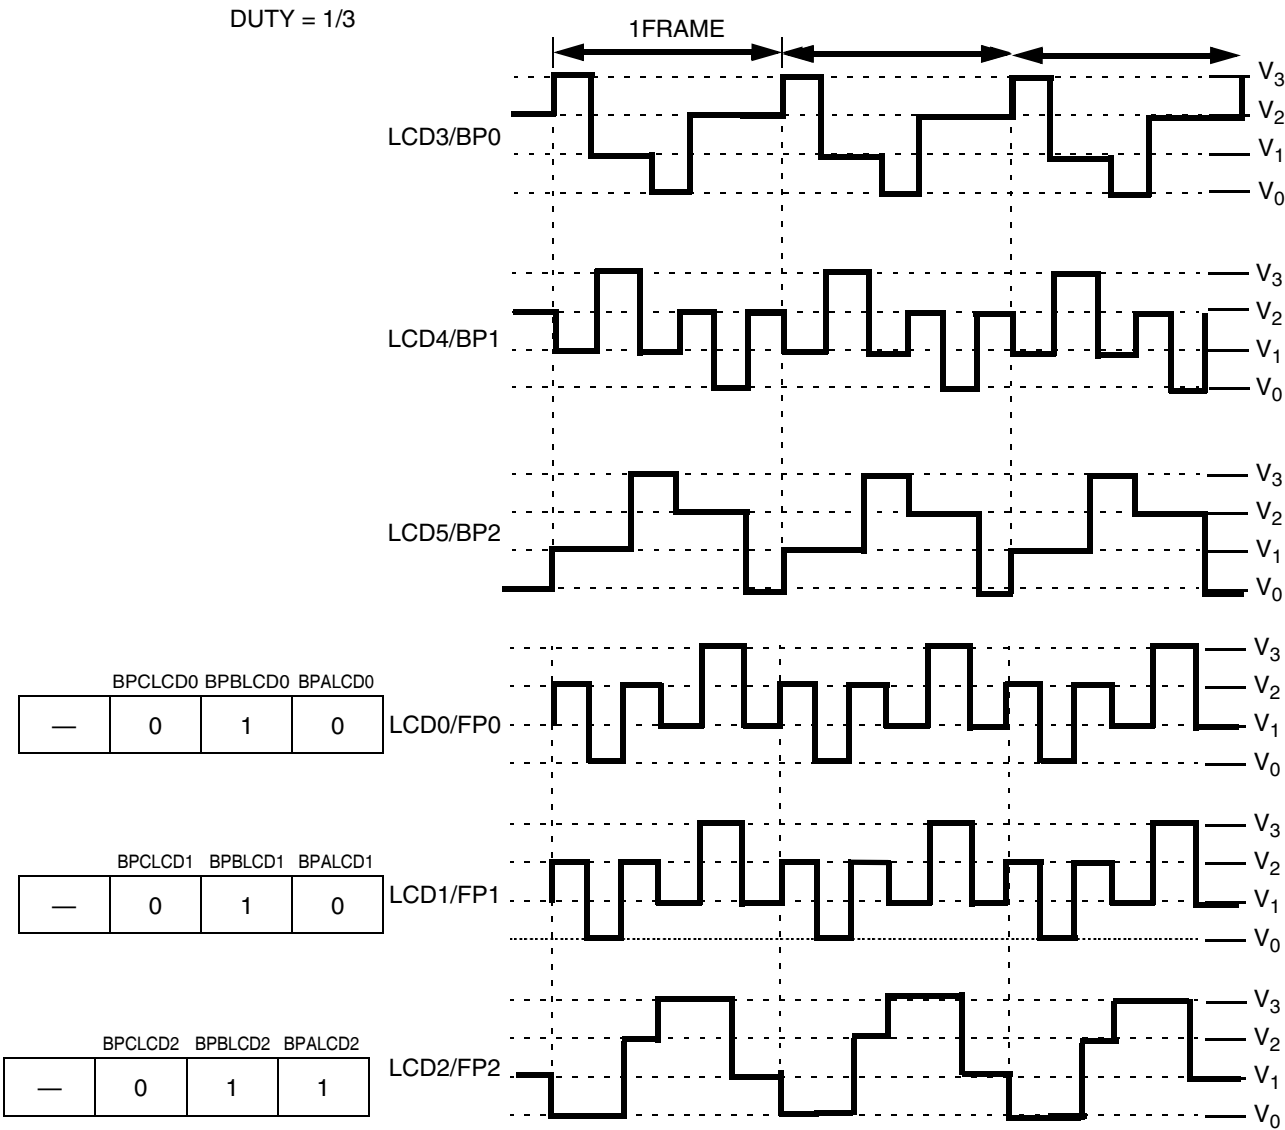 DUTY = 1/3
1FRAME
LCD3/BP0
V3
V2
V1
V0
LCD4/BP1
V3
V2
V1
V0
LCD5/BP2
V3
V2
V1
V0
BPCLCD0 BPBLCD0 BPALCD0
— 0 1 0
LCD0/FP0
V3
V2
V1
V0
BPCLCD1 BPBLCD1 BPALCD1
— 0 1 0
LCD1/FP1
V3
V2
V1
V0
BPCLCD2 BPBLCD2 BPALCD2
— 0 1 1
LCD2/FP2
V3
V2
V1
V0